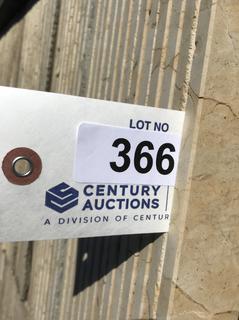 LOT NO
366
CENTURY
AUCTIONS
A DIVISION OF CENTUR